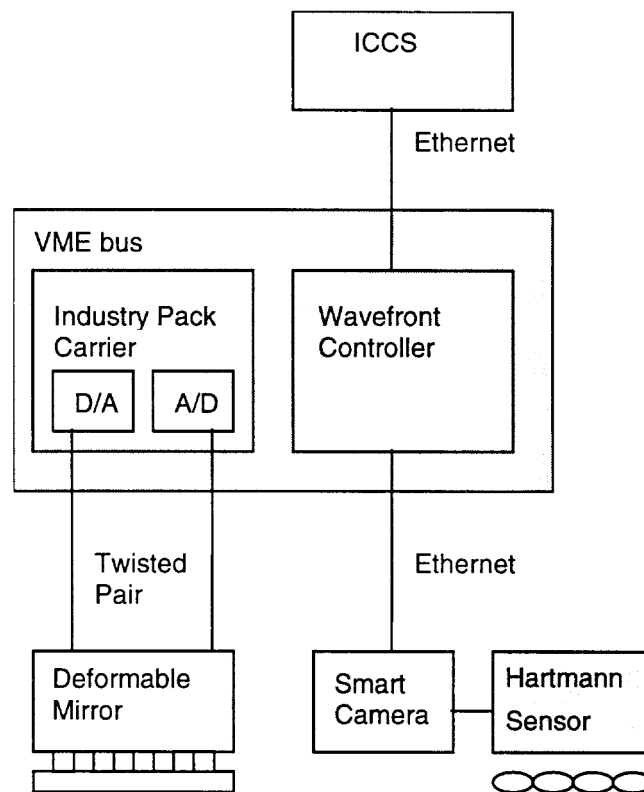 ICCS
Ethernet
VME bus
Industry Pack
Carrier
D/A
A/D
Wavefront
Controller
Twisted
Pair
Ethernet
Deformable
Mirror
Smart
Camera
Hartmann
Sensor